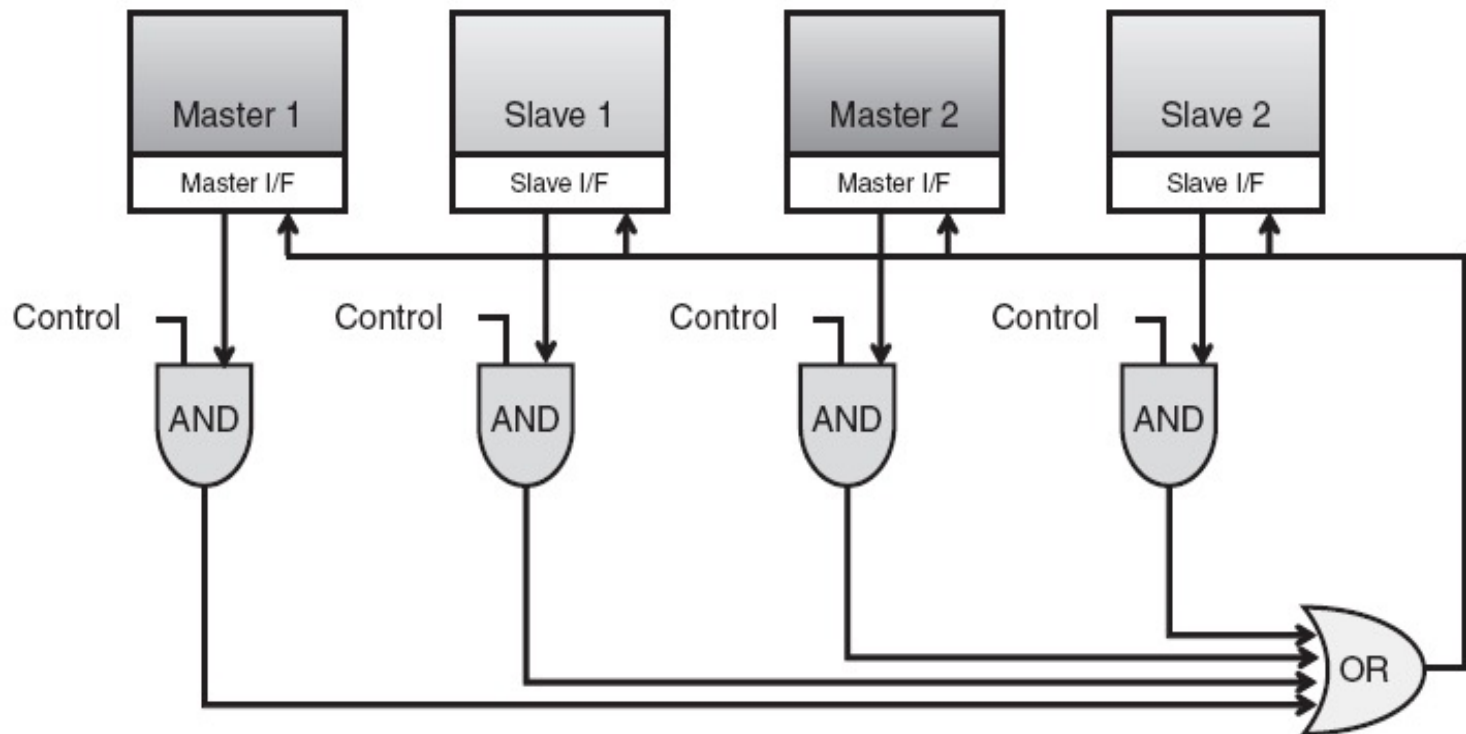 Master 1
Slave 1
Master 2
Slave 2
Master I/F
Slave I/F
Master I/F
Slave I/F
Control
Control
Control
Control
AND
AND
AND
AND
OR